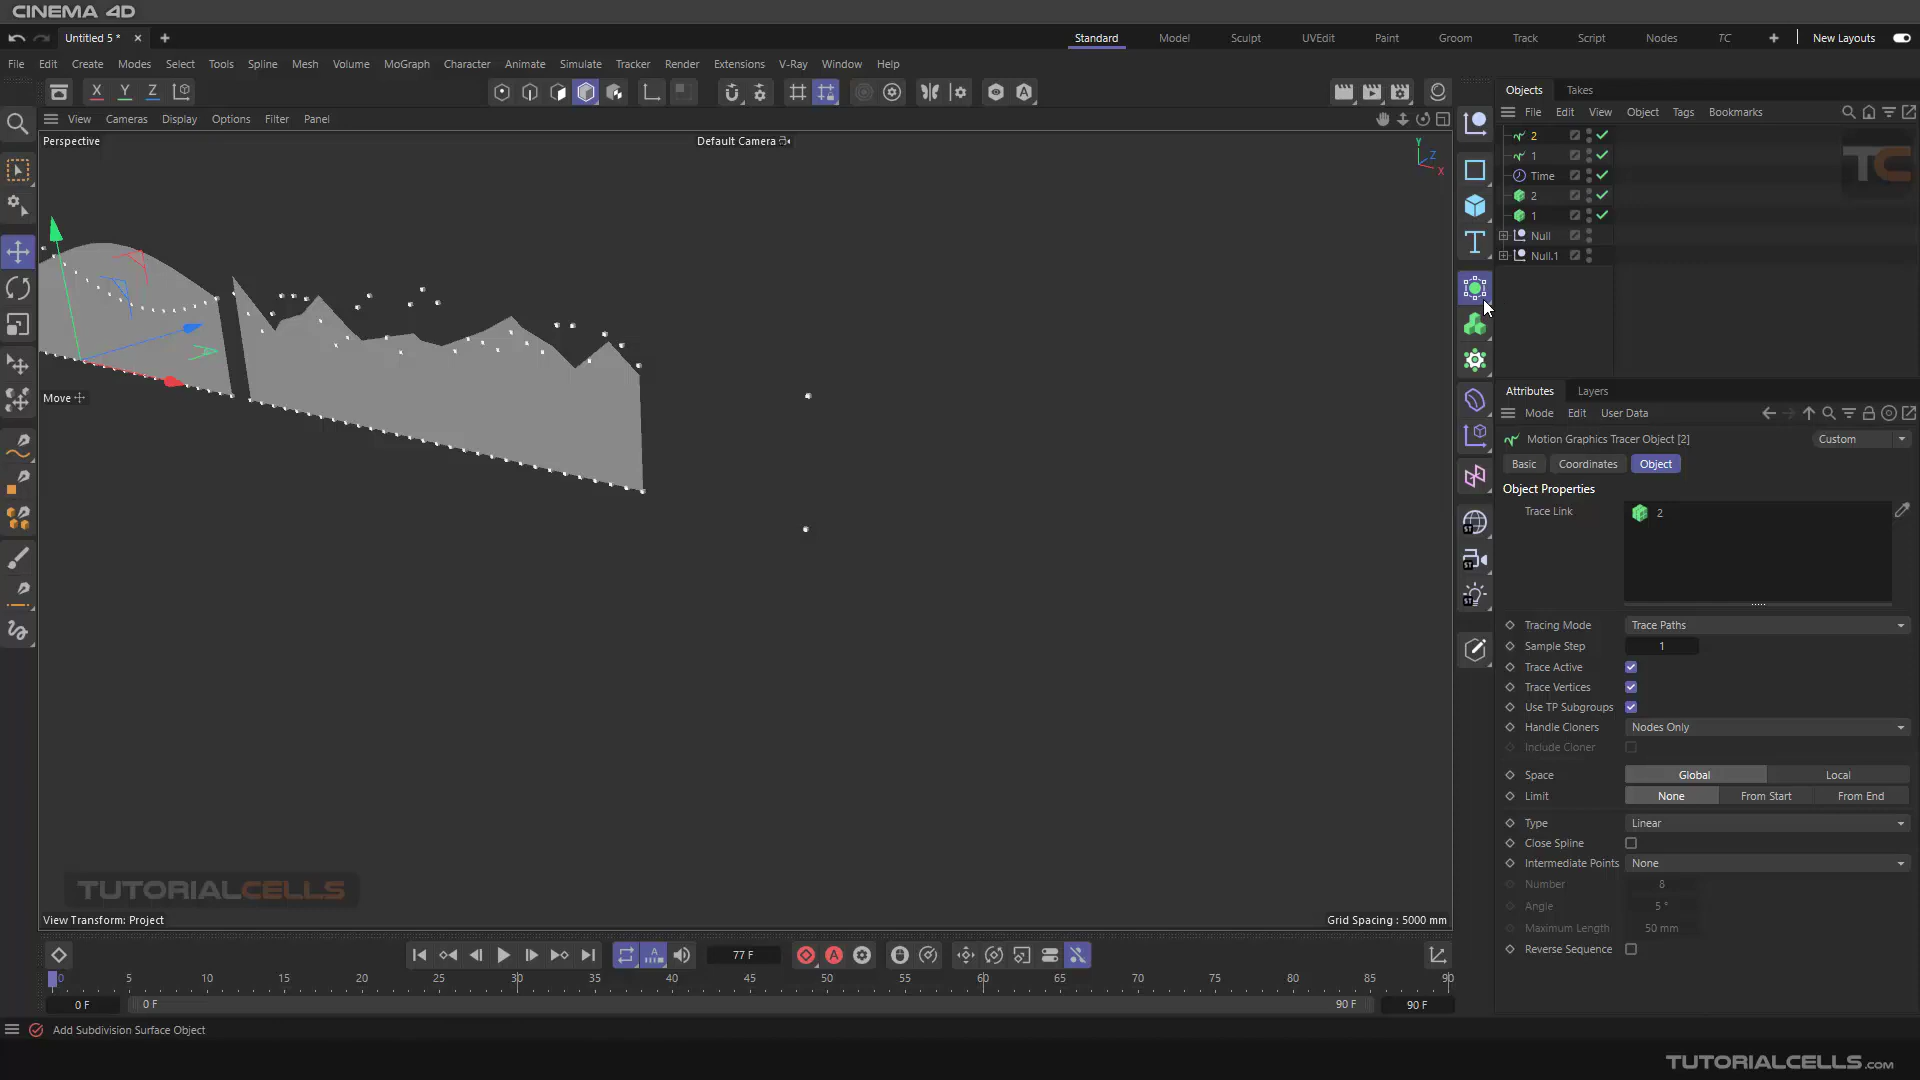 CINEMA 4D
Untitled 5 *
Standard
Model
Sculpt
UVEdit
Paint
Groom
Track
Script
Nodes
TC
New Layouts
File Edit Create Modes Select Tools Spline Mesh Volume MoGraph Character Animate Simulate Tracker Render Extensions V-Ray Window Help
X Y Z
View Cameras Display Options Filter Panel
Perspective
Default Camera
Y
Z
X
Move
TUTORIALCELLS
View Transform: Project
Grid Spacing : 5000 mm
Objects Takes
File Edit View Object Tags Bookmarks
2
1
Time
2
1
Null
Null.1
TC
Attributes Layers
Mode Edit User Data
Motion Graphics Tracer Object [2]
Custom
Basic Coordinates Object
Object Properties
Trace Link
2
Tracing Mode Trace Paths
Sample Step 1
Trace Active
Trace Vertices
Use TP Subgroups
Handle Cloners Nodes Only
Include Cloner
Space Global Local
Limit None From Start From End
Type Linear
Close Spline
Intermediate Points None
Number 8
Angle 5 °
Maximum Length 50 mm
Reverse Sequence
77 F
0 5 10 15 20 25 30 35 40 45 50 55 60 65 70 75 80 85 90
0 F 0 F 90 F 90 F
Add Subdivision Surface Object
TUTORIALCELLS.COM